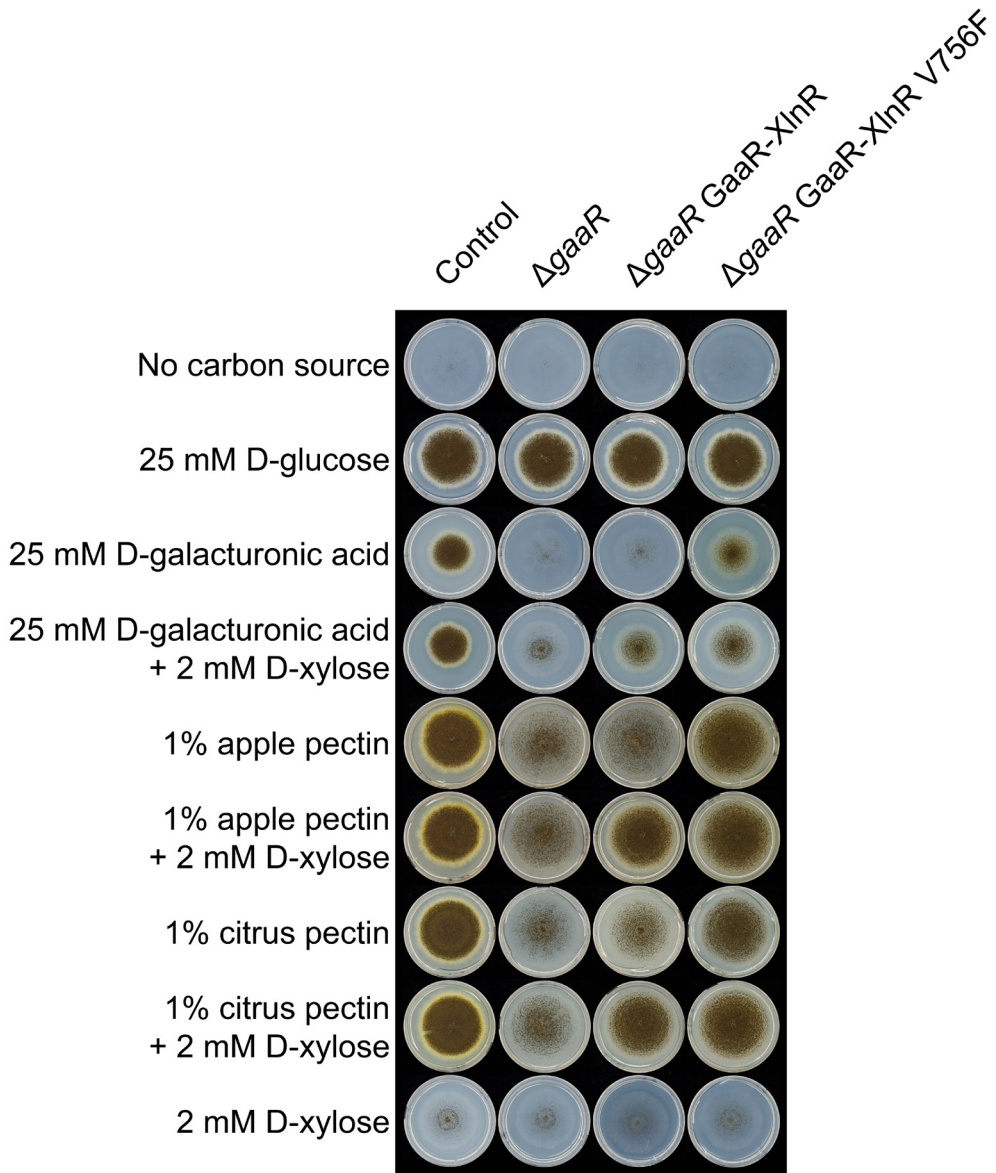 Control
ΔgaaR
ΔgaaR GaaR-XlnR
ΔgaaR GaaR-XlnR V756F
No carbon source
25 mM D-glucose
25 mM D-galacturonic acid
25 mM D-galacturonic acid
+ 2 mM D-xylose
1% apple pectin
1% apple pectin
+ 2 mM D-xylose
1% citrus pectin
1% citrus pectin
+ 2 mM D-xylose
2 mM D-xylose